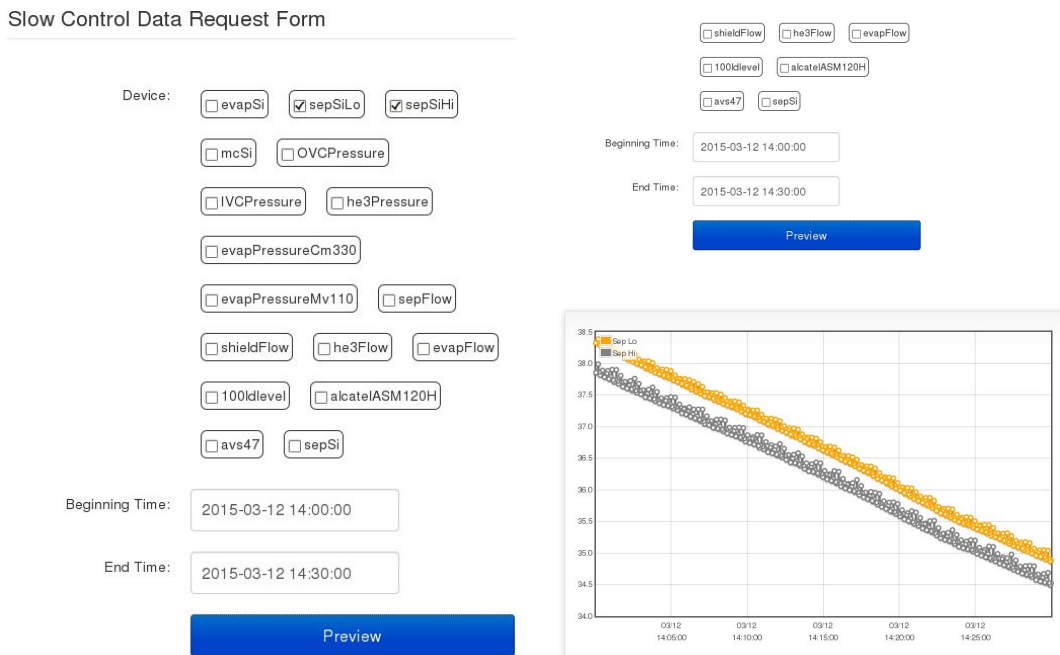 Slow Control Data Request Form
Device:
evapSi sepSiLo sepSiHi
mcSi OVCPressure
IVCPressure he3Pressure
evapPressureCm330
evapPressureMv110 sepFlow
shieldFlow he3Flow evapFlow
100ldlevel alcatelASM120H
avs47 sepSi
Beginning Time: 2015-03-12 14:00:00
End Time: 2015-03-12 14:30:00
Preview
shieldFlow he3Flow evapFlow
100ldlevel alcatelASM120H
avs47 sepSi
Beginning Time: 2015-03-12 14:00:00
End Time: 2015-03-12 14:30:00
Preview
38.5
Sep Lo
Sep Hi
38.0
37.5
37.0
36.5
36.0
35.5
35.0
34.5
34.0
03/12 03/12 03/12 03/12 03/12
14:05:00 14:10:00 14:15:00 14:20:00 14:25:00